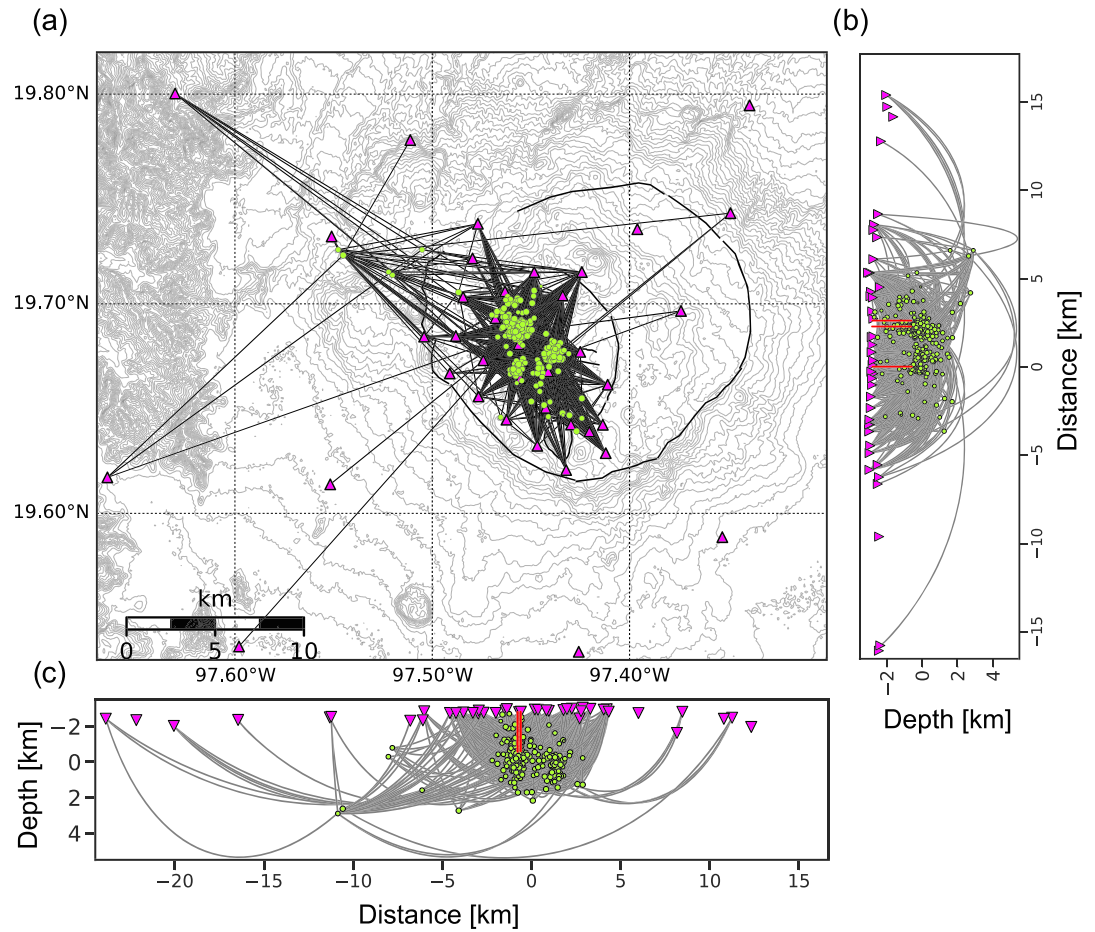 (a)
(b)
19.80°N
19.70°N
19.60°N
km
0 5 10
97.60°W 97.50°W 97.40°W
15
10
5
0
−5
−10
−15
Distance [km]
−2 0 2 4
Depth [km]
(c)
−2
0
2
4
Depth [km]
−20 −15 −10 −5 0 5 10 15
Distance [km]